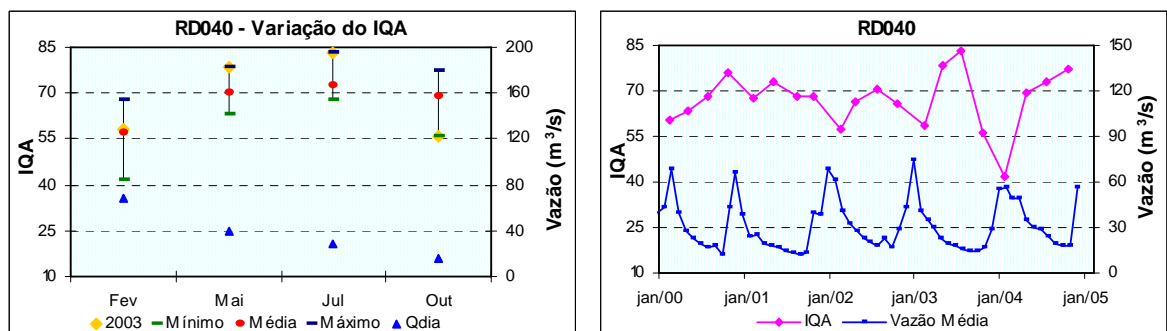 RD040 - Variação do IQA
85
70
55
40
25
10
IQA
200
160
120
80
40
0
Vazão (m³/s)
Fev Mai Jul Out
2003 Mínimo Média Máximo Qdia
RD040
85
70
55
40
25
10
IQA
150
120
90
60
30
0
Vazão (m³/s)
jan/00 jan/01 jan/02 jan/03 jan/04 jan/05
IQA Vazão Média